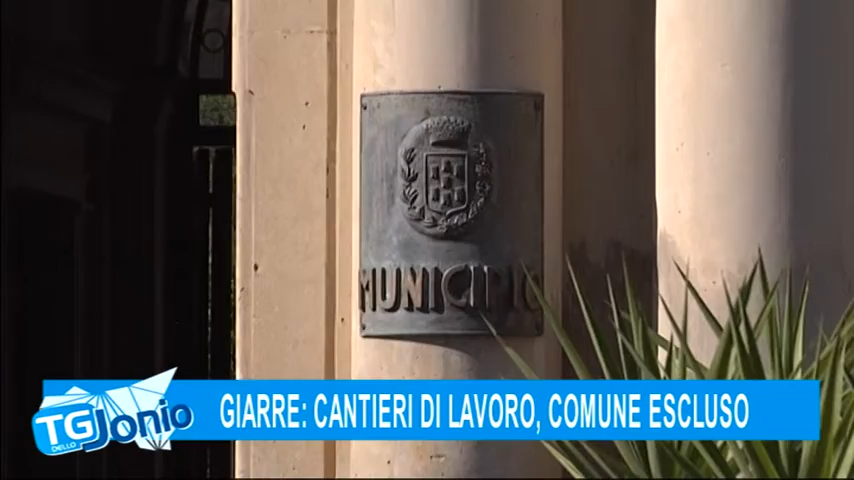 MUNICIPIO
TG
DELLO
Jonio
GIARRE: CANTIERI DI LAVORO, COMUNE ESCLUSO